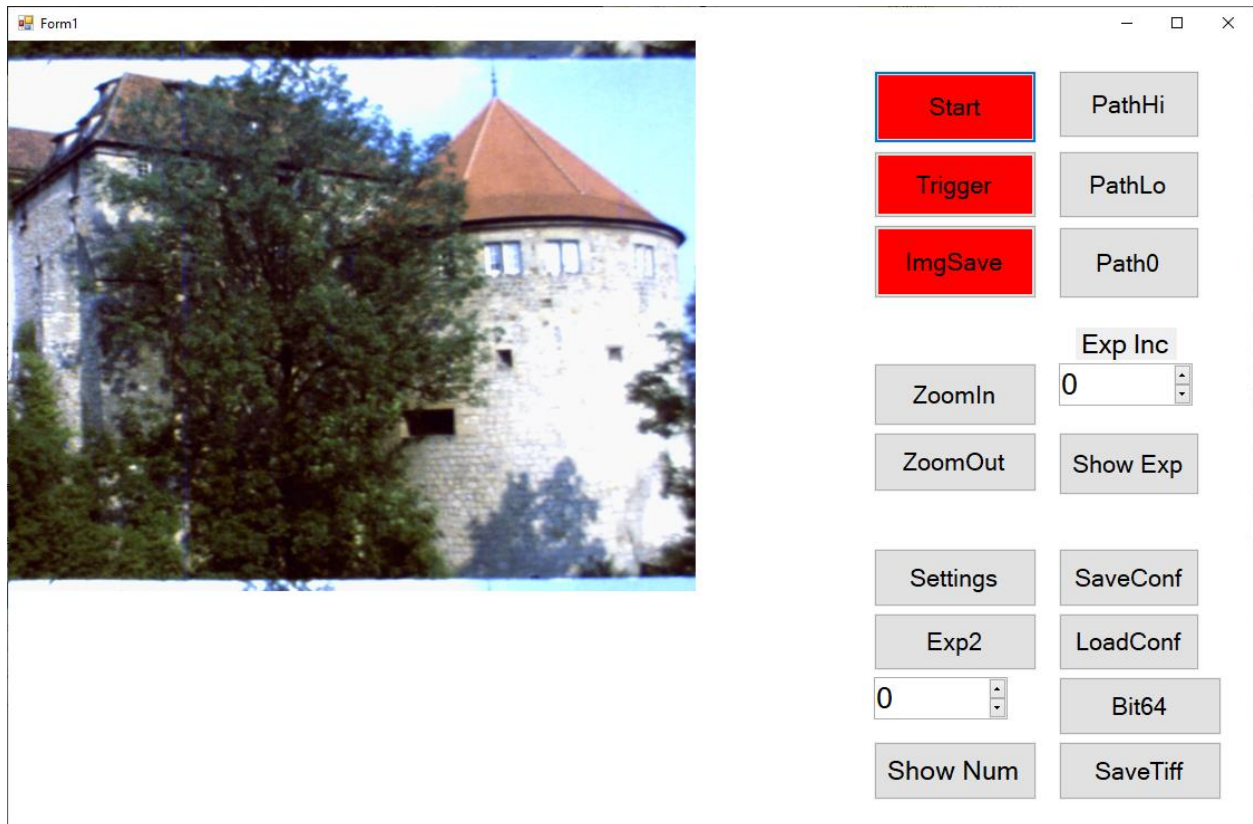 Form1
Start
PathHi
Trigger
PathLo
ImgSave
Path0
Exp Inc
0
ZoomIn
ZoomOut
Show Exp
Settings
SaveConf
Exp2
LoadConf
0
Bit64
Show Num
SaveTiff